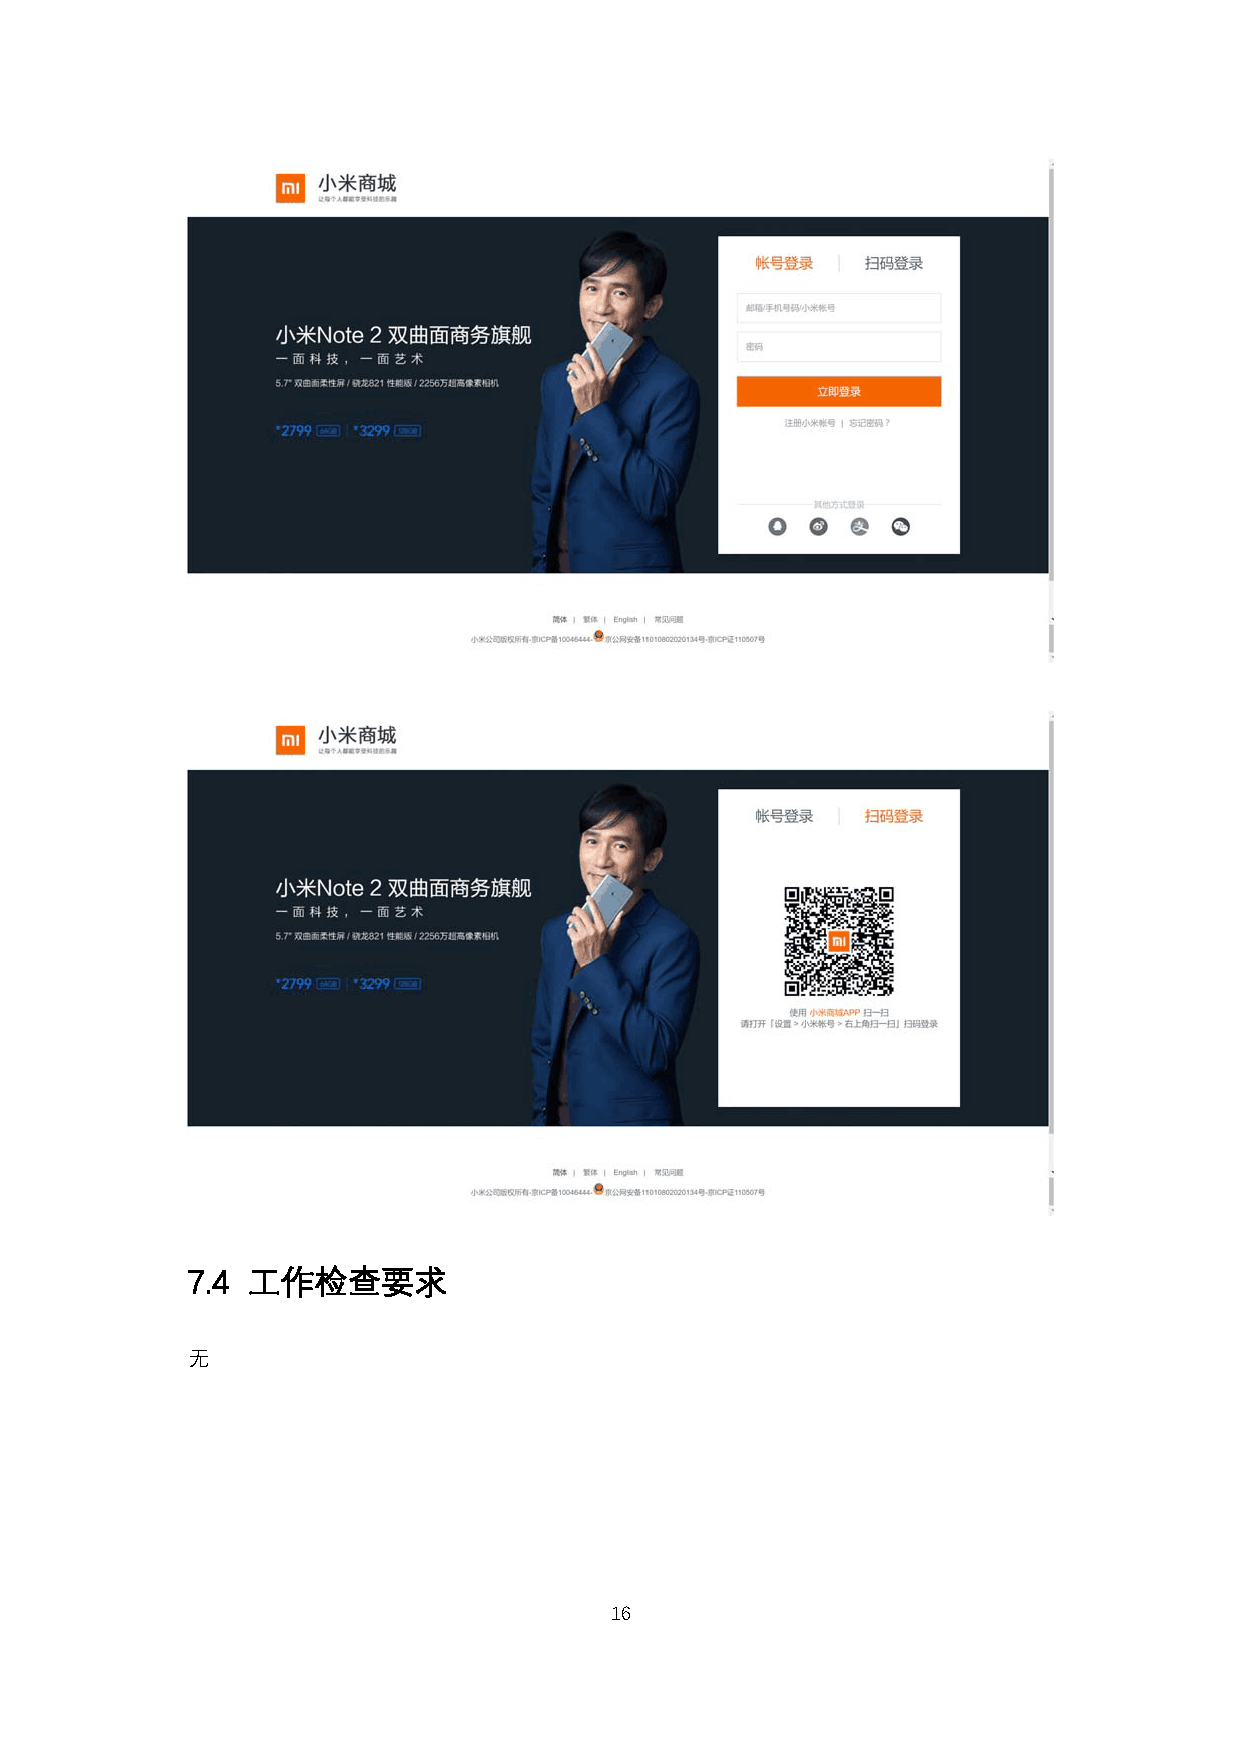 小米商城
让每个人都能享受科技的乐趣
帐号登录 | 扫码登录
邮箱/手机号码/小米帐号
密码
立即登录
注册小米帐号 | 忘记密码？
其他方式登录
小米Note 2 双曲面商务旗舰
一面科技，一面艺术
5.7" 双曲面柔性屏 / 骁龙821 性能版 / 2256万超高像素相机
¥2799 64GB | ¥3299 128GB
简体 | 繁体 | English | 常见问题
小米公司版权所有-京ICP备10046444-京公网安备11010802020134号-京ICP证110507号
小米商城
让每个人都能享受科技的乐趣
帐号登录 | 扫码登录
小米Note 2 双曲面商务旗舰
一面科技，一面艺术
5.7" 双曲面柔性屏 / 骁龙821 性能版 / 2256万超高像素相机
¥2799 64GB | ¥3299 128GB
使用 小米商城APP 扫一扫
请打开「设置 > 小米帐号 > 右上角扫一扫」扫码登录
简体 | 繁体 | English | 常见问题
小米公司版权所有-京ICP备10046444-京公网安备11010802020134号-京ICP证110507号
7.4 工作检查要求
无
16